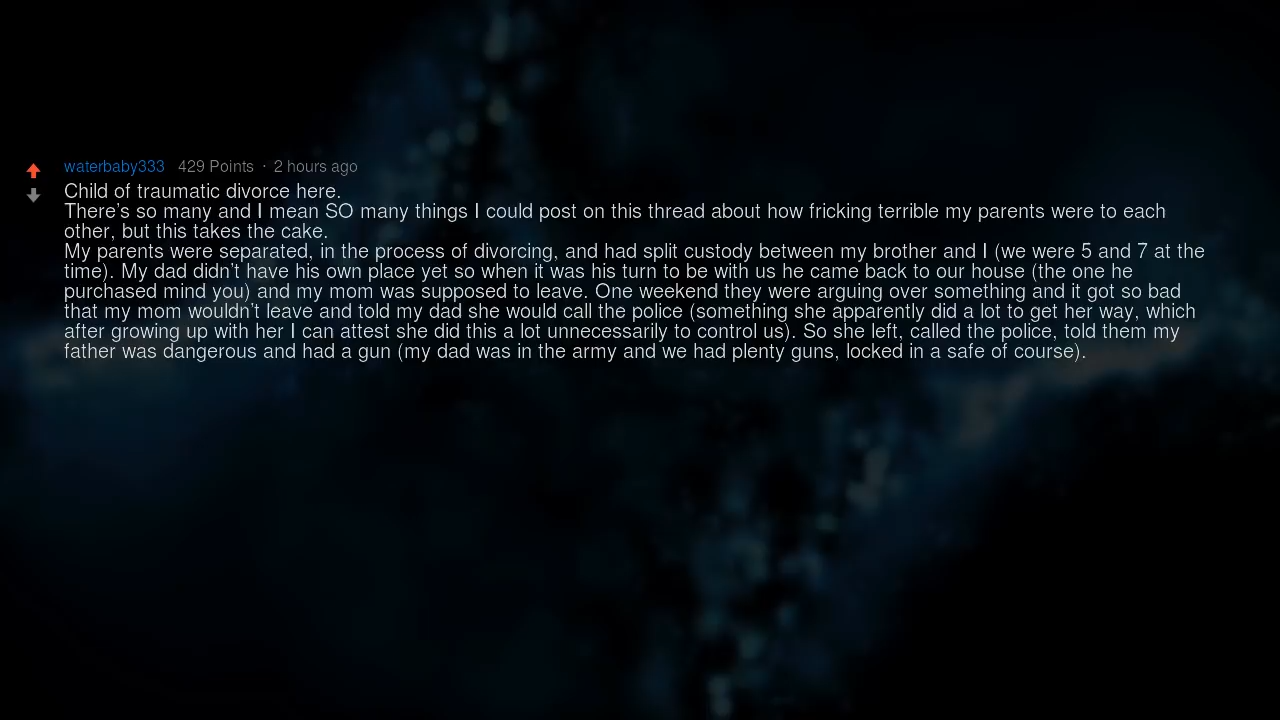 waterbaby333 429 Points · 2 hours ago
Child of traumatic divorce here.
There's so many and I mean SO many things I could post on this thread about how fricking terrible my parents were to each
other, but this takes the cake.
My parents were separated, in the process of divorcing, and had split custody between my brother and I (we were 5 and 7 at the
time). My dad didn't have his own place yet so when it was his turn to be with us he came back to our house (the one he
purchased mind you) and my mom was supposed to leave. One weekend they were arguing over something and it got so bad
that my mom wouldn't leave and told my dad she would call the police (something she apparently did a lot to get her way, which
after growing up with her I can attest she did this a lot unnecessarily to control us). So she left, called the police, told them my
father was dangerous and had a gun (my dad was in the army and we had plenty guns, locked in a safe of course).